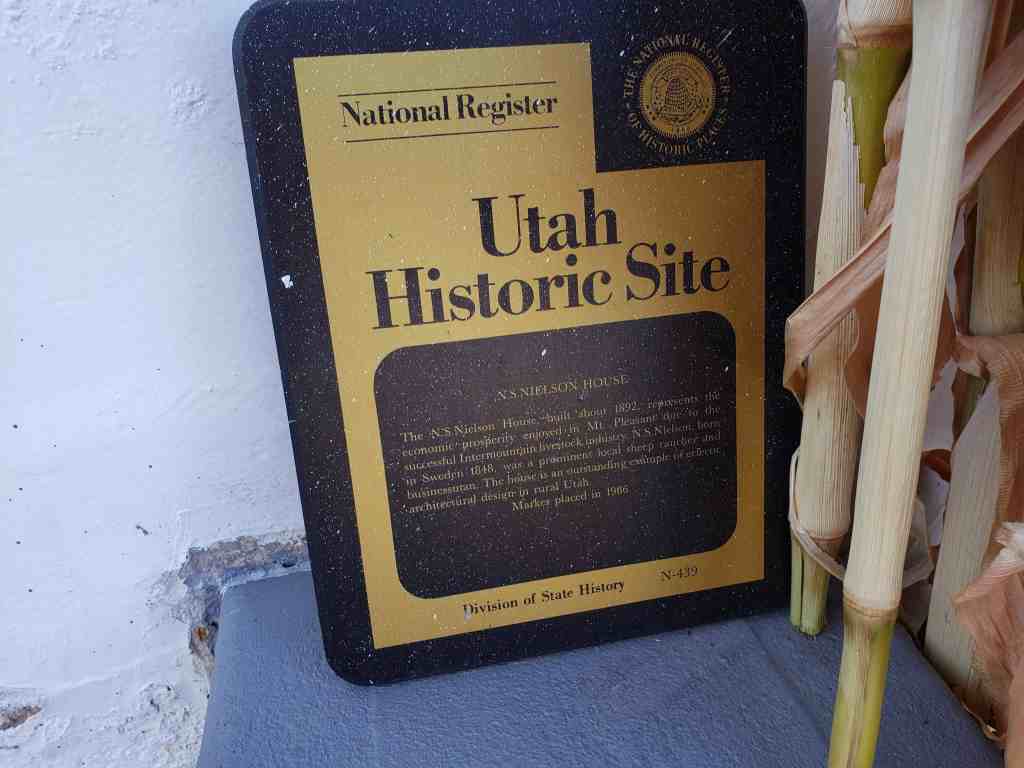 National Register
THE NATIONAL REGISTER
OF HISTORIC PLACES
Utah
Historic Site
N.S NIELSON HOUSE
The N.S Nielson House, built about 1892, represents the
economic prosperity enjoyed in Mt. Pleasant due to the
successful Intermountain livestock industry. N.S Nielson, born
in Sweden 1848, was a prominent local sheep rancher and
businessman. The house is an outstanding example of eclectic
architectural design in rural Utah.
Marker placed in 1986
Division of State History
N-439